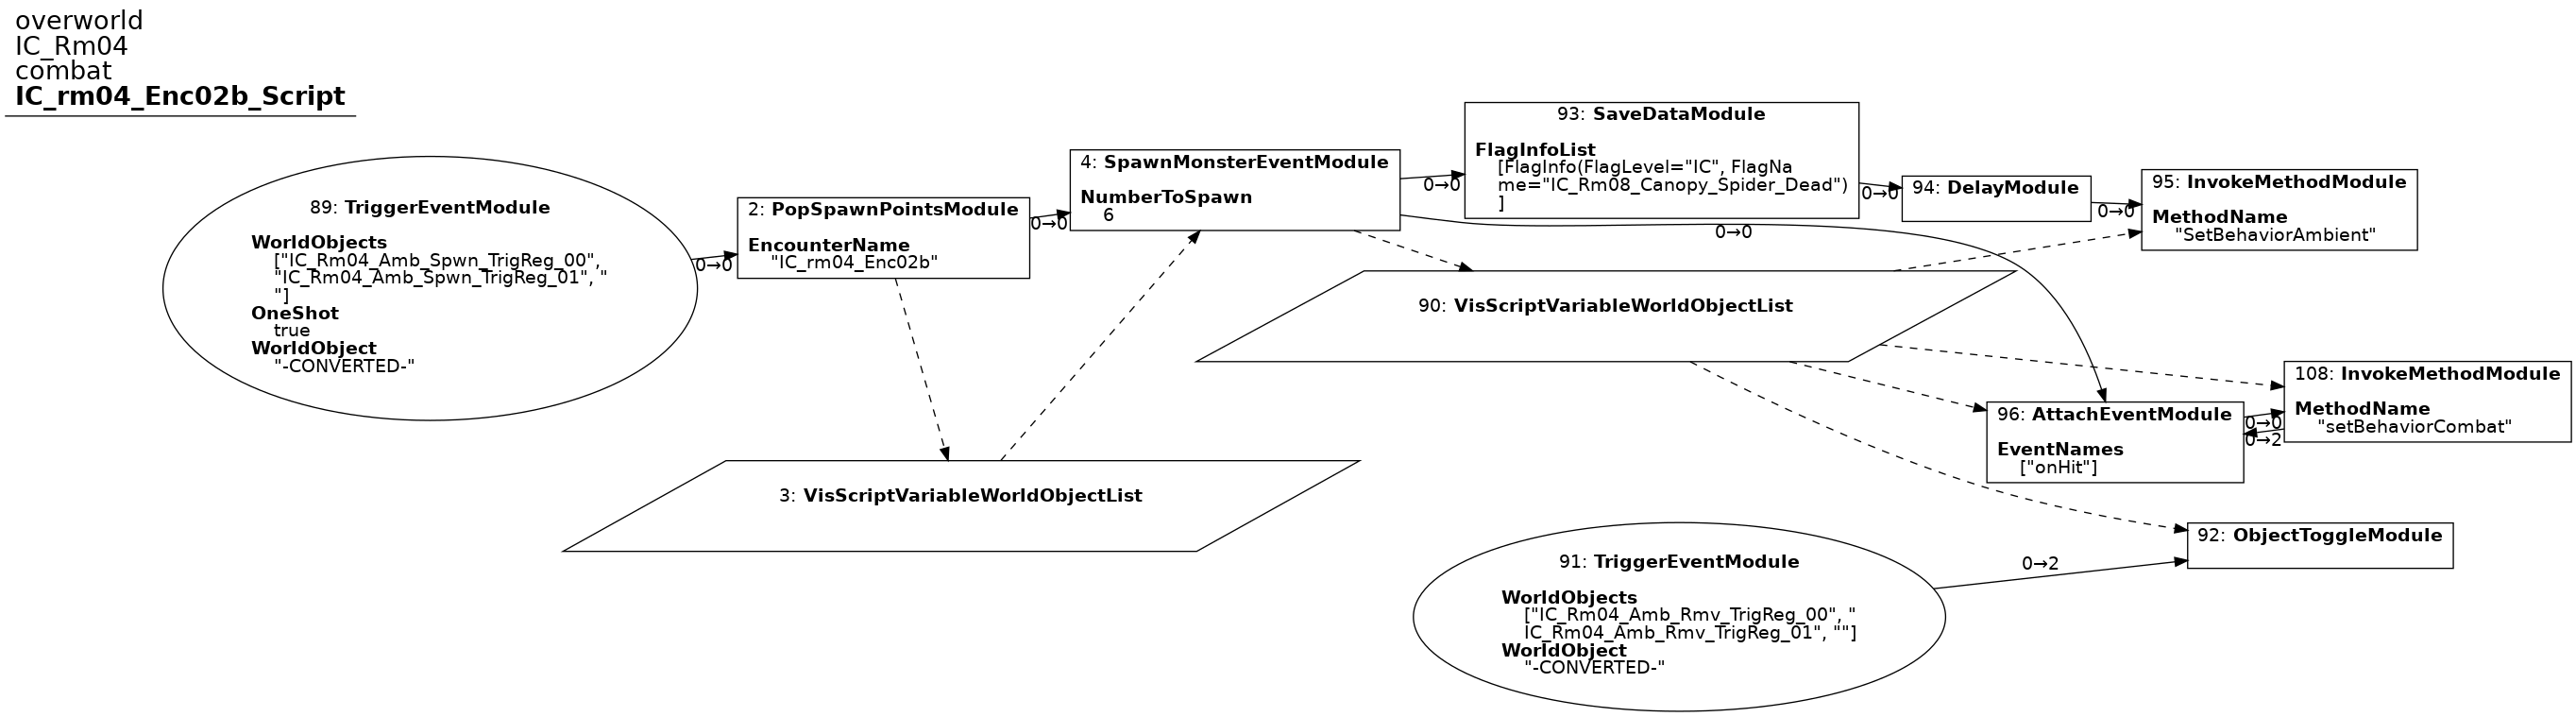 overworld
IC_Rm04
combat
IC_rm04_Enc02b_Script
89: TriggerEventModule
WorldObjects
["IC_Rm04_Amb_Spwn_TrigReg_00",
"IC_Rm04_Amb_Spwn_TrigReg_01", "
"]
OneShot
true
WorldObject
"-CONVERTED-"
0→0
2: PopSpawnPointsModule
EncounterName
"IC_rm04_Enc02b"
0→0
4: SpawnMonsterEventModule
NumberToSpawn
6
0→0
93: SaveDataModule
FlagInfoList
[FlagInfo(FlagLevel="IC", FlagNa
me="IC_Rm08_Canopy_Spider_Dead")
]
0→0
94: DelayModule
0→0
95: InvokeMethodModule
MethodName
"SetBehaviorAmbient"
0→0
90: VisScriptVariableWorldObjectList
96: AttachEventModule
EventNames
["onHit"]
0→0
0→2
108: InvokeMethodModule
MethodName
"setBehaviorCombat"
3: VisScriptVariableWorldObjectList
91: TriggerEventModule
WorldObjects
["IC_Rm04_Amb_Rmv_TrigReg_00", "
IC_Rm04_Amb_Rmv_TrigReg_01", ""]
WorldObject
"-CONVERTED-"
0→2
92: ObjectToggleModule